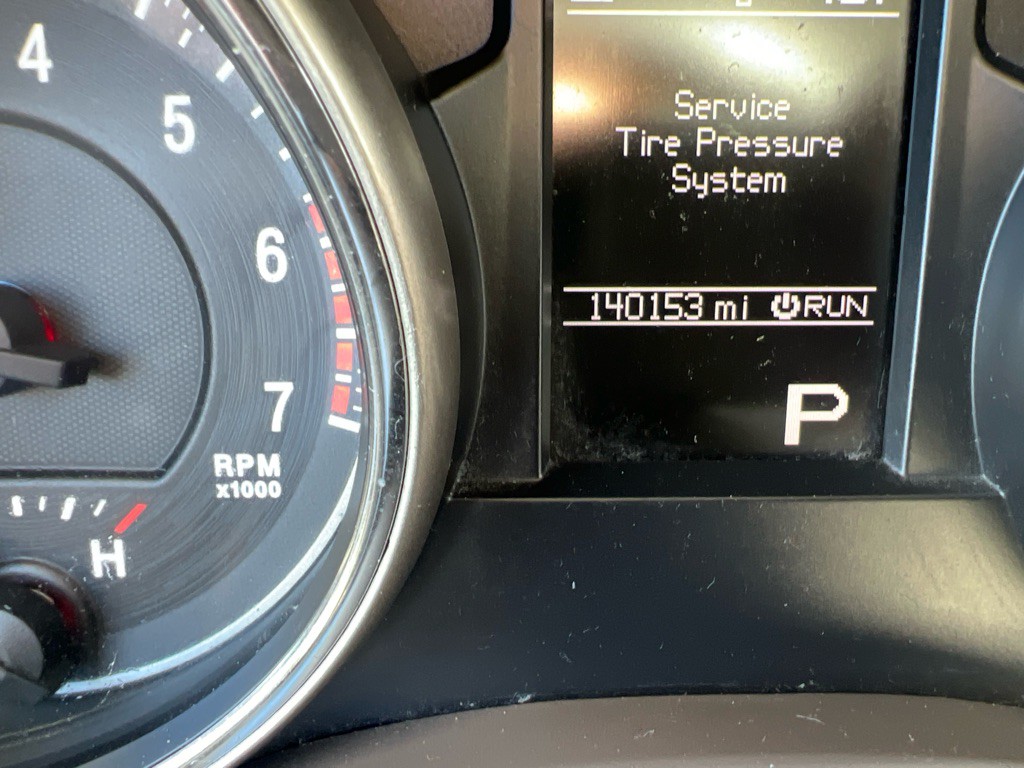 4
5
6
7
RPM
x1000
H
Service
Tire Pressure
System
140153 mi RUN
P